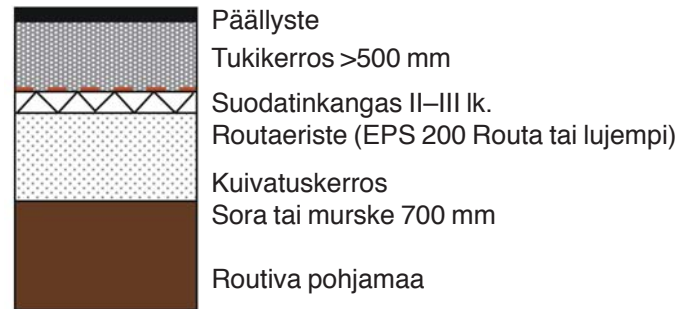 Päällyste
Tukikerros >500 mm
Suodatinkangas II–III lk.
Routaeriste (EPS 200 Routa tai lujempi)
Kuivatuskerros
Sora tai murske 700 mm
Routiva pohjamaa